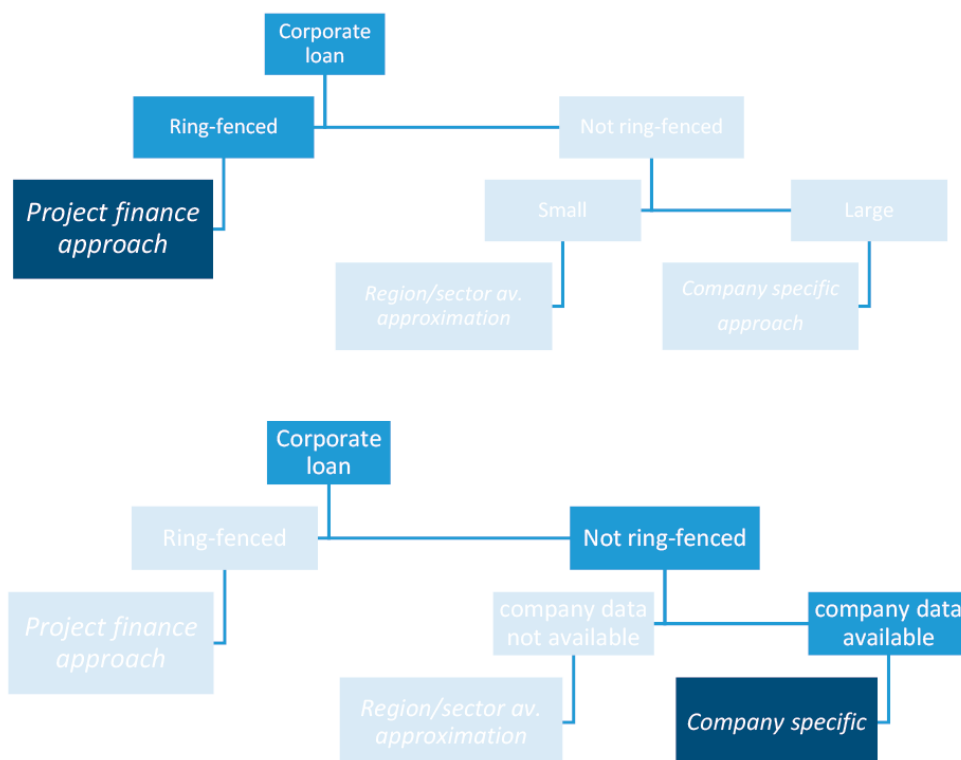 Corporate
loan
Ring-fenced
Not ring-fenced
Project finance
approach
Small
Large
Region/sector av.
approximation
Company specific
approach
Corporate
loan
Ring-fenced
Not ring-fenced
Project finance
approach
company data
not available
company data
available
Region/sector av.
approximation
Company specific